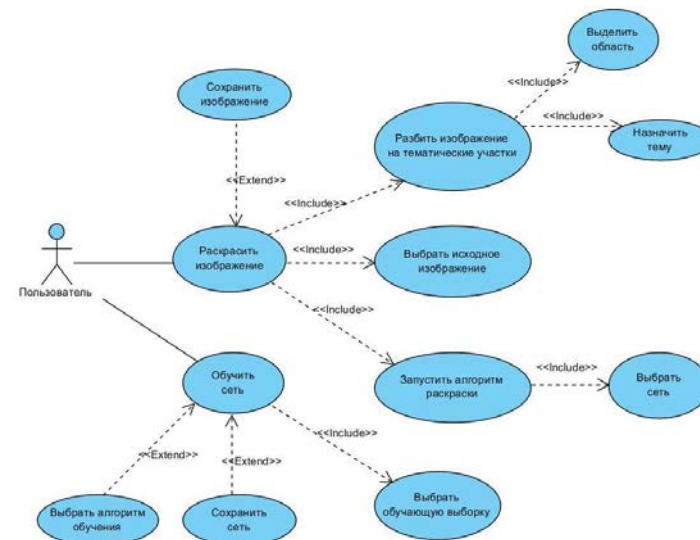 Выделить
область
Сохранить
изображение
<<Include>>
<<Include>>
Разбить изображение
на тематические участки
Назначить
тему
<<Extend>>
<<Include>>
Раскрасить
изображение
<<Include>>
Выбрать исходное
изображение
Пользователь
<<Include>>
Обучить
сеть
Запустить алгоритм
раскраски
<<Include>>
Выбрать
сеть
<<Include>>
<<Extend>>
<<Extend>>
Выбрать алгоритм
обучения
Сохранить
сеть
Выбрать
обучающую выборку